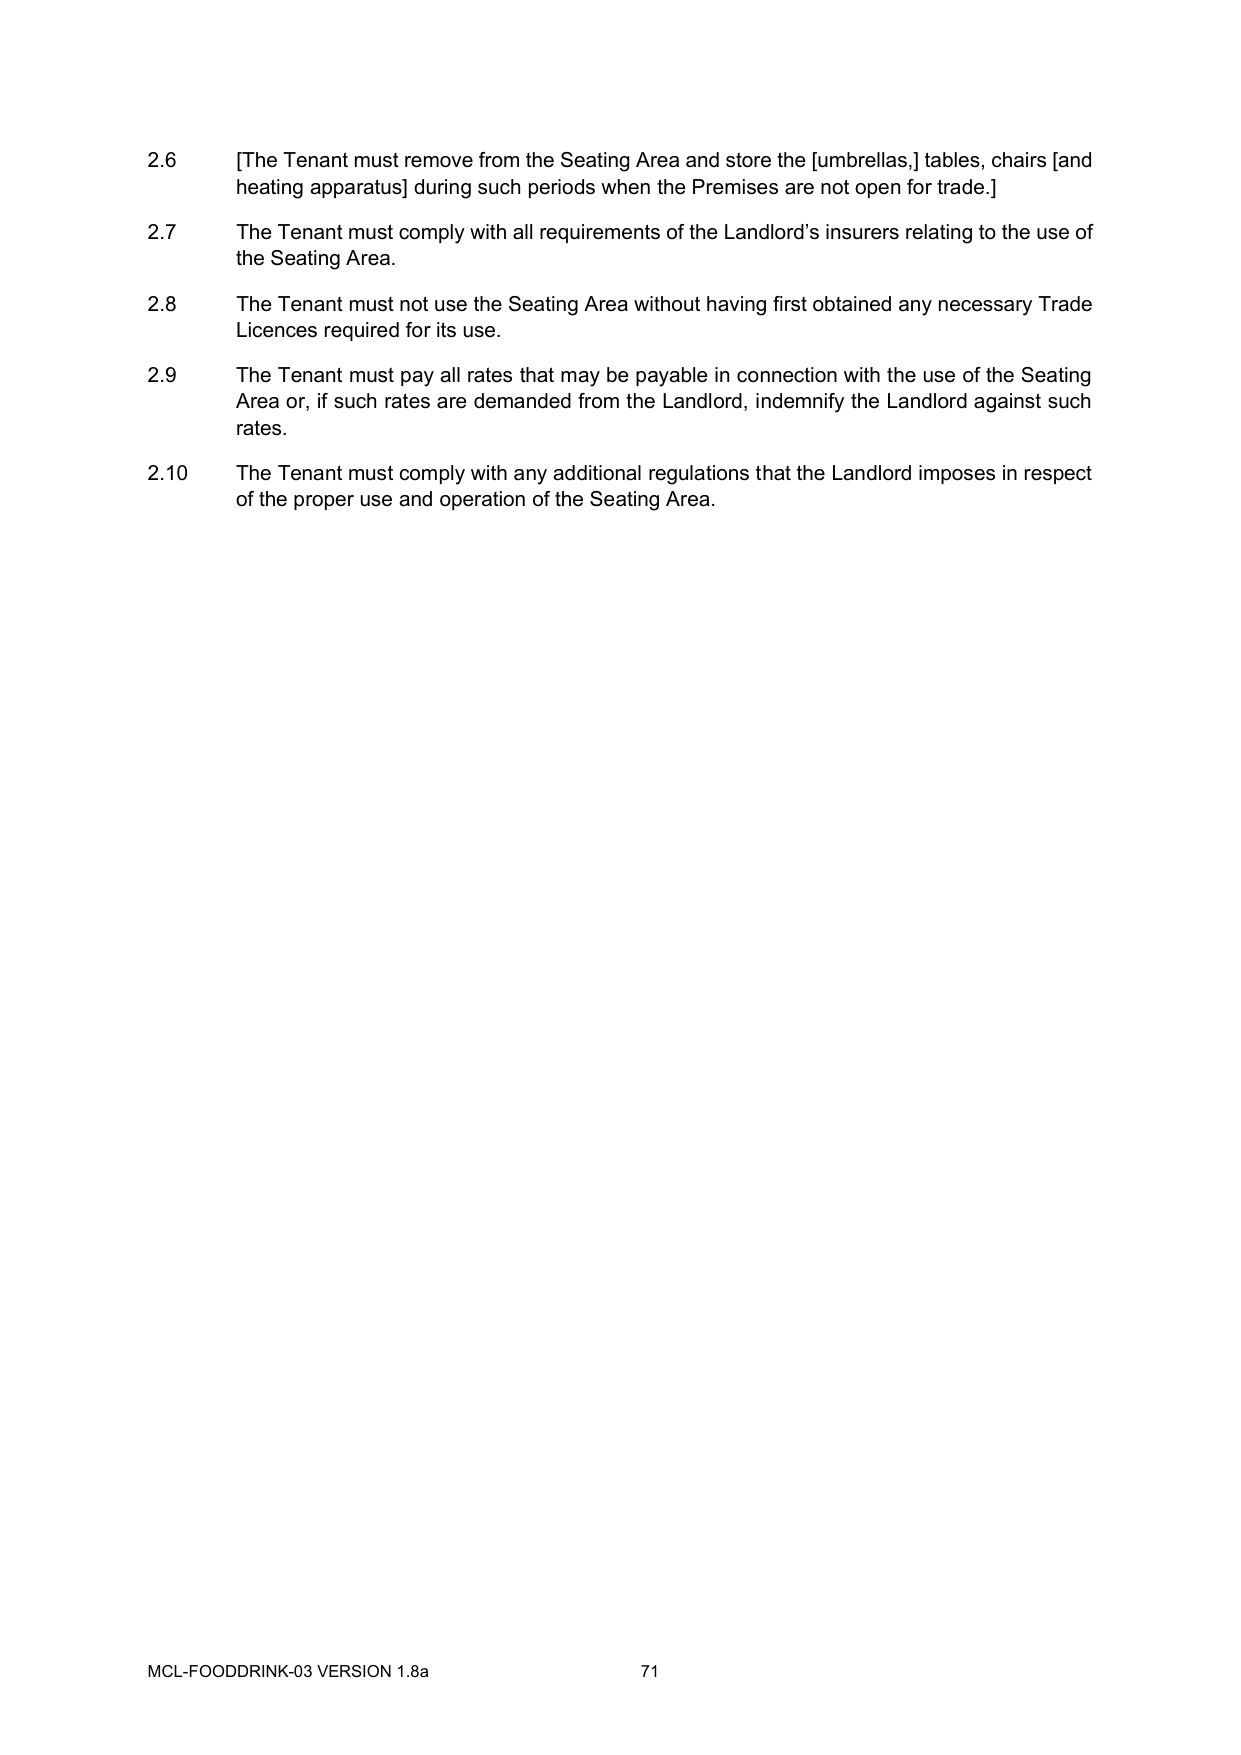 2.6 [The Tenant must remove from the Seating Area and store the [umbrellas,] tables, chairs [and
heating apparatus] during such periods when the Premises are not open for trade.]
2.7 The Tenant must comply with all requirements of the Landlord’s insurers relating to the use of
the Seating Area.
2.8 The Tenant must not use the Seating Area without having first obtained any necessary Trade
Licences required for its use.
2.9 The Tenant must pay all rates that may be payable in connection with the use of the Seating
Area or, if such rates are demanded from the Landlord, indemnify the Landlord against such
rates.
2.10 The Tenant must comply with any additional regulations that the Landlord imposes in respect
of the proper use and operation of the Seating Area.
MCL-FOODDRINK-03 VERSION 1.8a 71